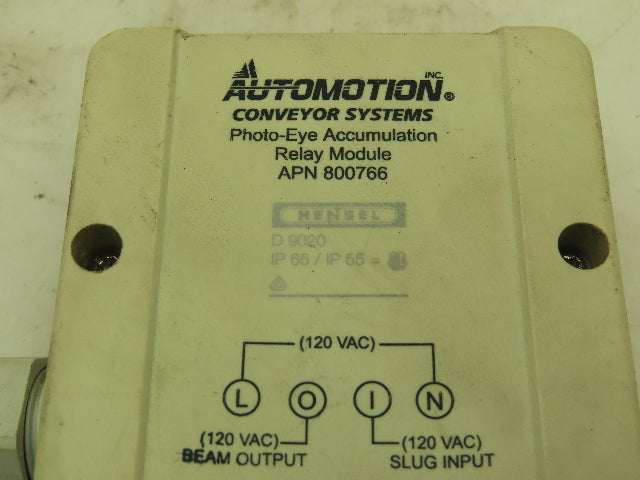 AUTOMOTION INC.®
CONVEYOR SYSTEMS
Photo-Eye Accumulation
Relay Module
APN 800766
HENSEL
D 9020
IP 65 / IP 55 =
(120 VAC)
L O I N
(120 VAC) (120 VAC)
BEAM OUTPUT SLUG INPUT